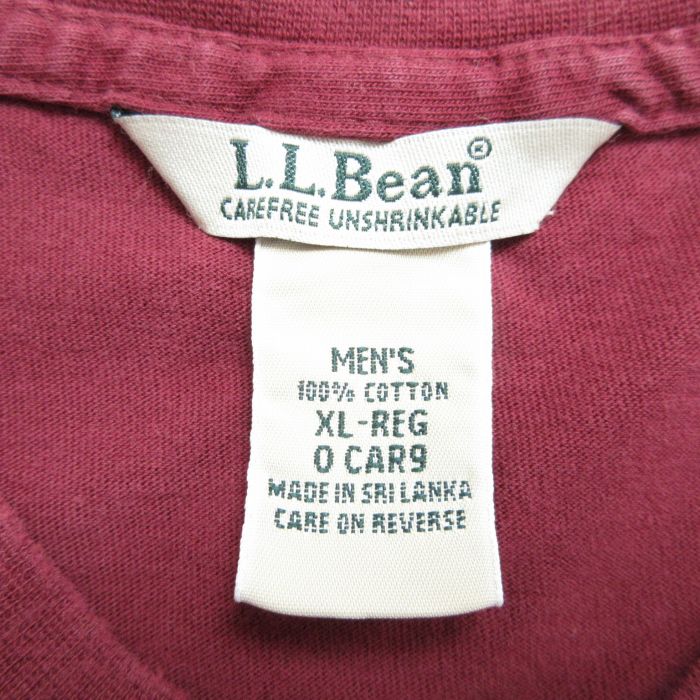 L.L.Bean®
CAREFREE UNSHRINKABLE
MEN'S
100% COTTON
XL-REG
0 CAR9
MADE IN SRI LANKA
CARE ON REVERSE